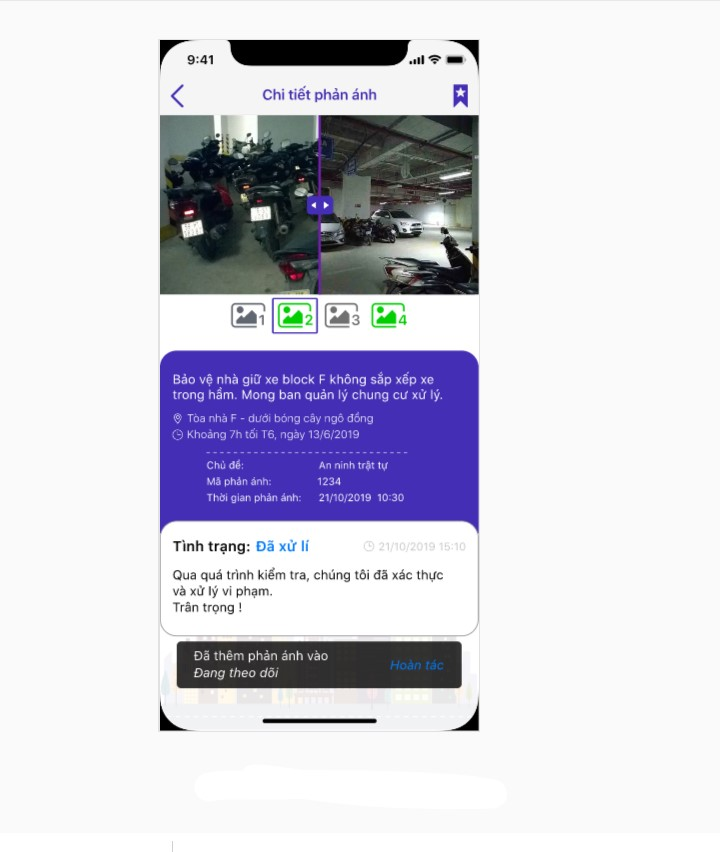 9:41
Chi tiết phản ánh
1
2
3
4
Bảo vệ nhà giữ xe block F không sắp xếp xe
trong hầm. Mong ban quản lý chung cư xử lý.
Tòa nhà F - dưới bóng cây ngô đồng
Khoảng 7h tối T6, ngày 13/6/2019
Chủ đề: An ninh trật tự
Mã phản ánh: 1234
Thời gian phản ánh: 21/10/2019 10:30
Tình trạng: Đã xử lí 21/10/2019 15:10
Qua quá trình kiểm tra, chúng tôi đã xác thực
và xử lý vi phạm.
Trân trọng !
Đã thêm phản ánh vào
Đang theo dõi
Hoàn tác